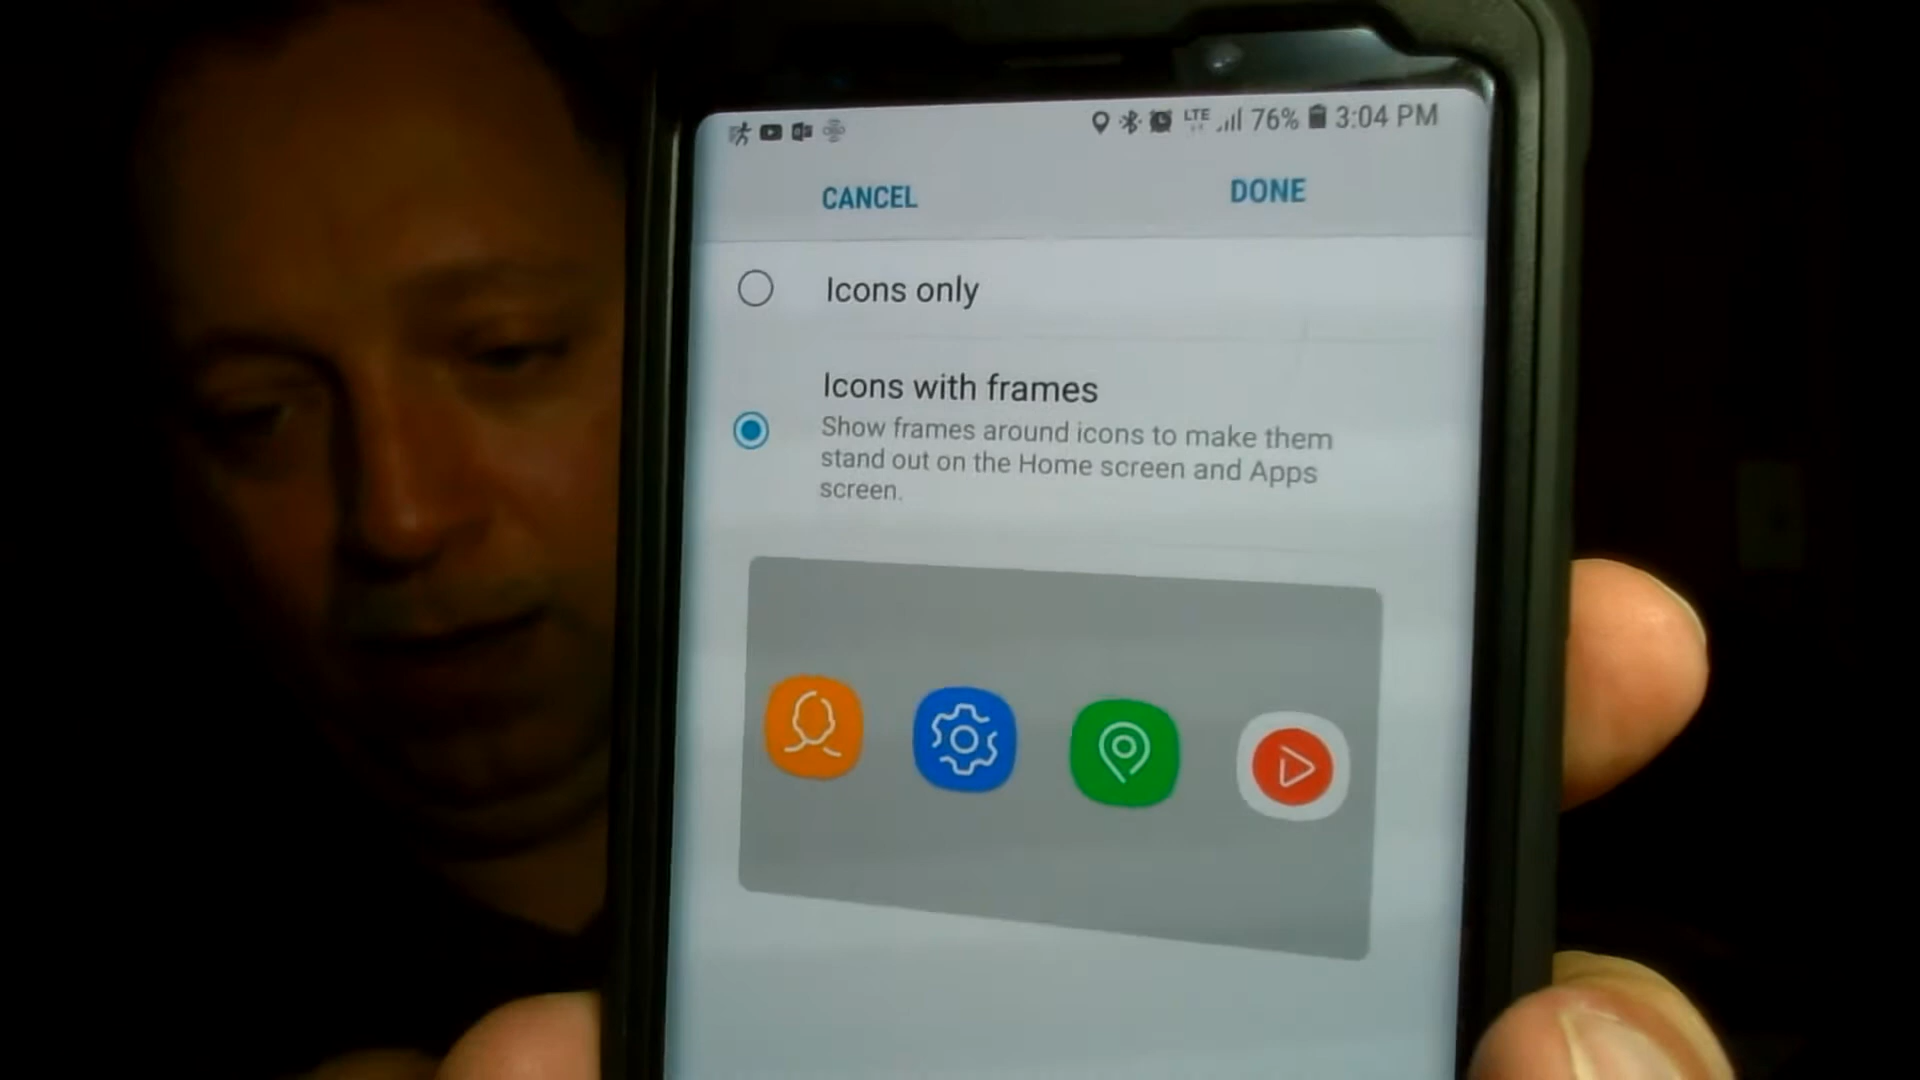 LTE 76% 3:04 PM
CANCEL DONE
Icons only
Icons with frames
Show frames around icons to make them
stand out on the Home screen and Apps
screen.